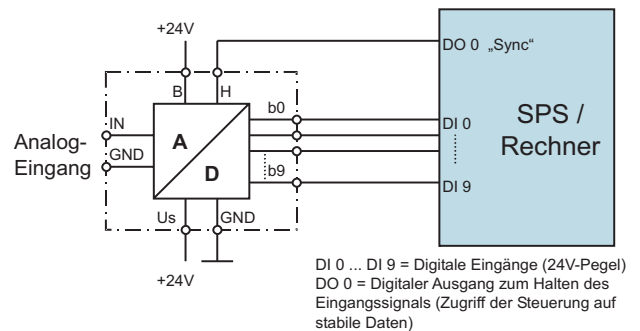 +24V
DO 0 „Sync“
B
H
b0
IN
A
DI 0
SPS /
Rechner
Analog-
Eingang
GND
D
b9
DI 9
Us
GND
+24V
DI 0 ... DI 9 = Digitale Eingänge (24V-Pegel)
DO 0 = Digitaler Ausgang zum Halten des
Eingangssignals (Zugriff der Steuerung auf
stabile Daten)